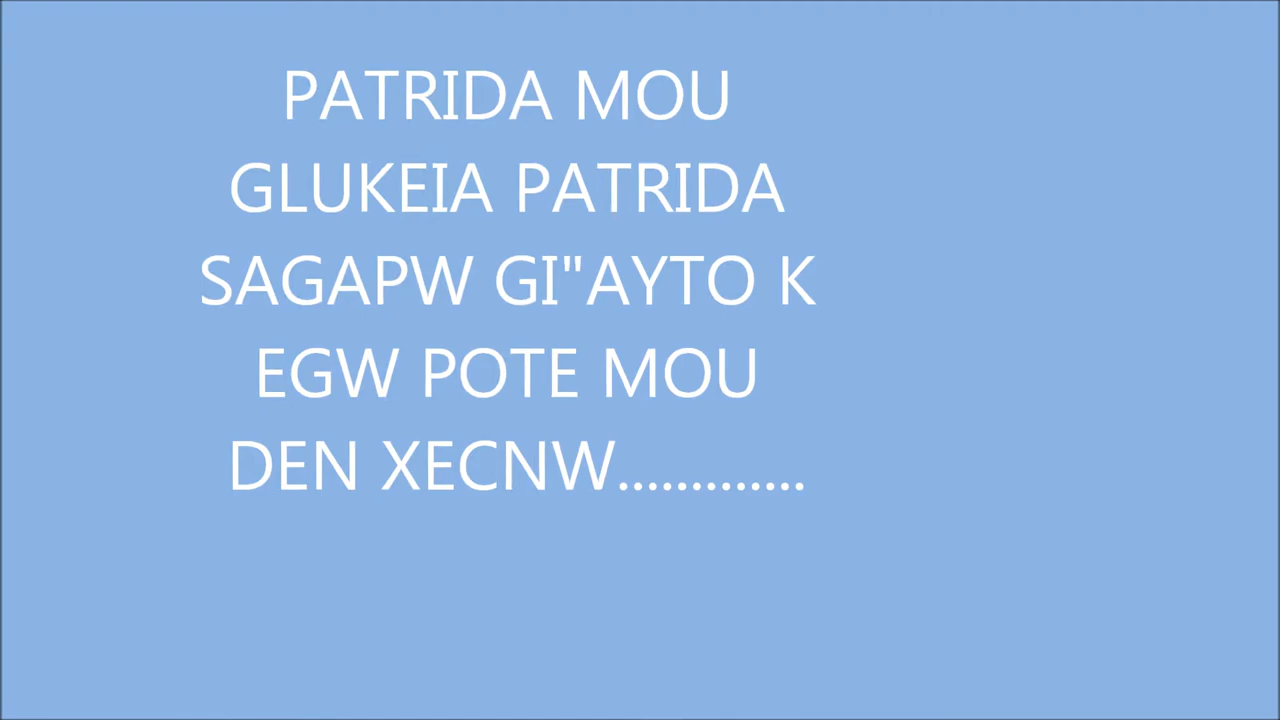 PATRIDA MOU
GLUKEIA PATRIDA
SAGAPW GI"AYTO K
EGW POTE MOU
DEN XECNW.............